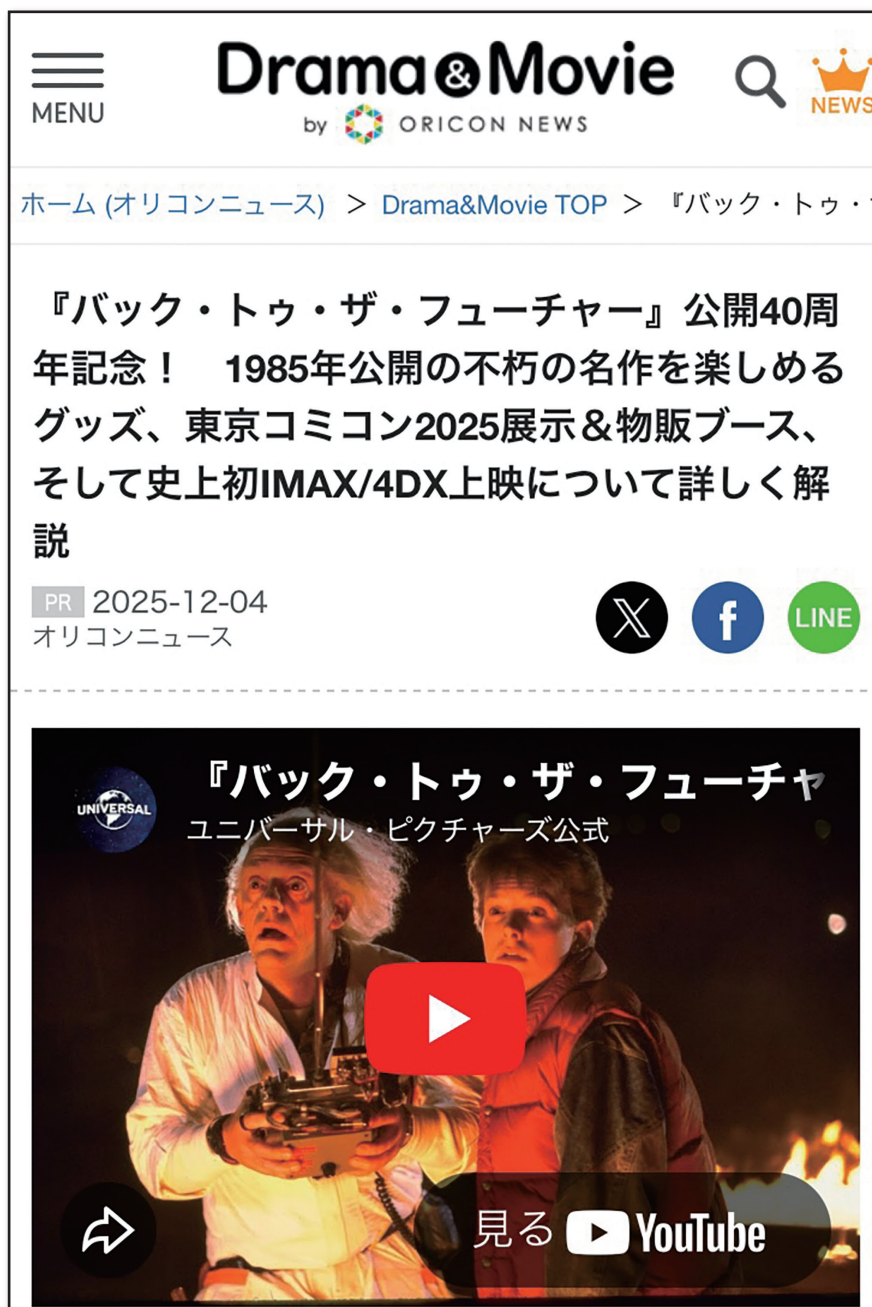 MENU
Drama&Movie
by ORICON NEWS
NEWS
ホーム (オリコンニュース) > Drama&Movie TOP > 『バック・トゥ・
『バック・トゥ・ザ・フューチャー』公開40周
年記念！　1985年公開の不朽の名作を楽しめる
グッズ、東京コミコン2025展示＆物販ブース、
そして史上初IMAX/4DX上映について詳しく解
説
PR 2025-12-04
オリコンニュース
X
f
LINE
UNIVERSAL
『バック・トゥ・ザ・フューチャ
ユニバーサル・ピクチャーズ公式
見る YouTube